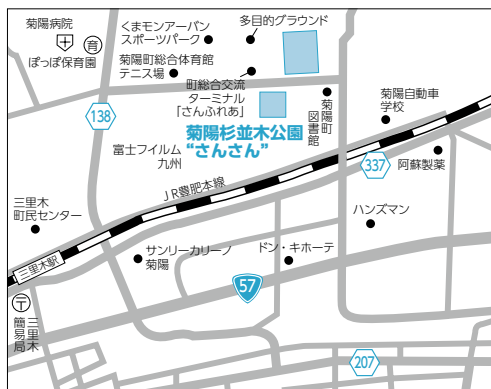 菊陽病院
育
ぽっぽ保育園
くまモンアーバン
スポーツパーク
多目的グラウンド
菊陽町総合体育館
テニス場
町総合交流
ターミナル
「さんふれあ」
138
菊陽杉並木公園
“さんさん”
菊陽町
図書館
菊陽自動車
学校
富士フイルム
九州
337
阿蘇製薬
JR豊肥本線
三里木
町民センター
ハンズマン
三里木駅
サンリーカリーノ
菊陽
ドン・キホーテ
57
〒
三里木
簡易局
207